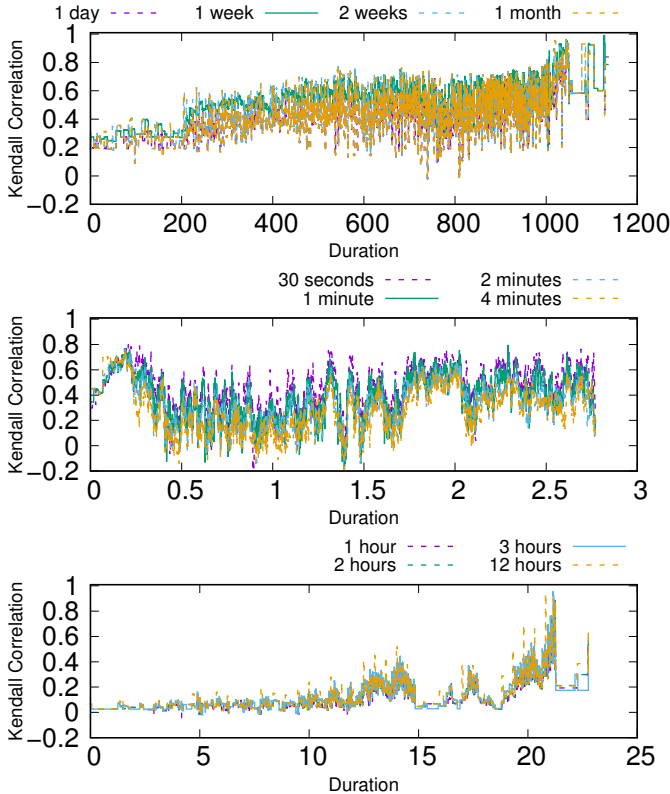 1 day 1 week 2 weeks 1 month
1
0.8
0.6
0.4
0.2
0
−0.2
Kendall Correlation
0 200 400 600 800 1000 1200
Duration
30 seconds 2 minutes
1 minute 4 minutes
1
0.8
0.6
0.4
0.2
0
−0.2
Kendall Correlation
0 0.5 1 1.5 2 2.5 3
Duration
1 hour 3 hours
2 hours 12 hours
1
0.8
0.6
0.4
0.2
0
−0.2
Kendall Correlation
0 5 10 15 20 25
Duration